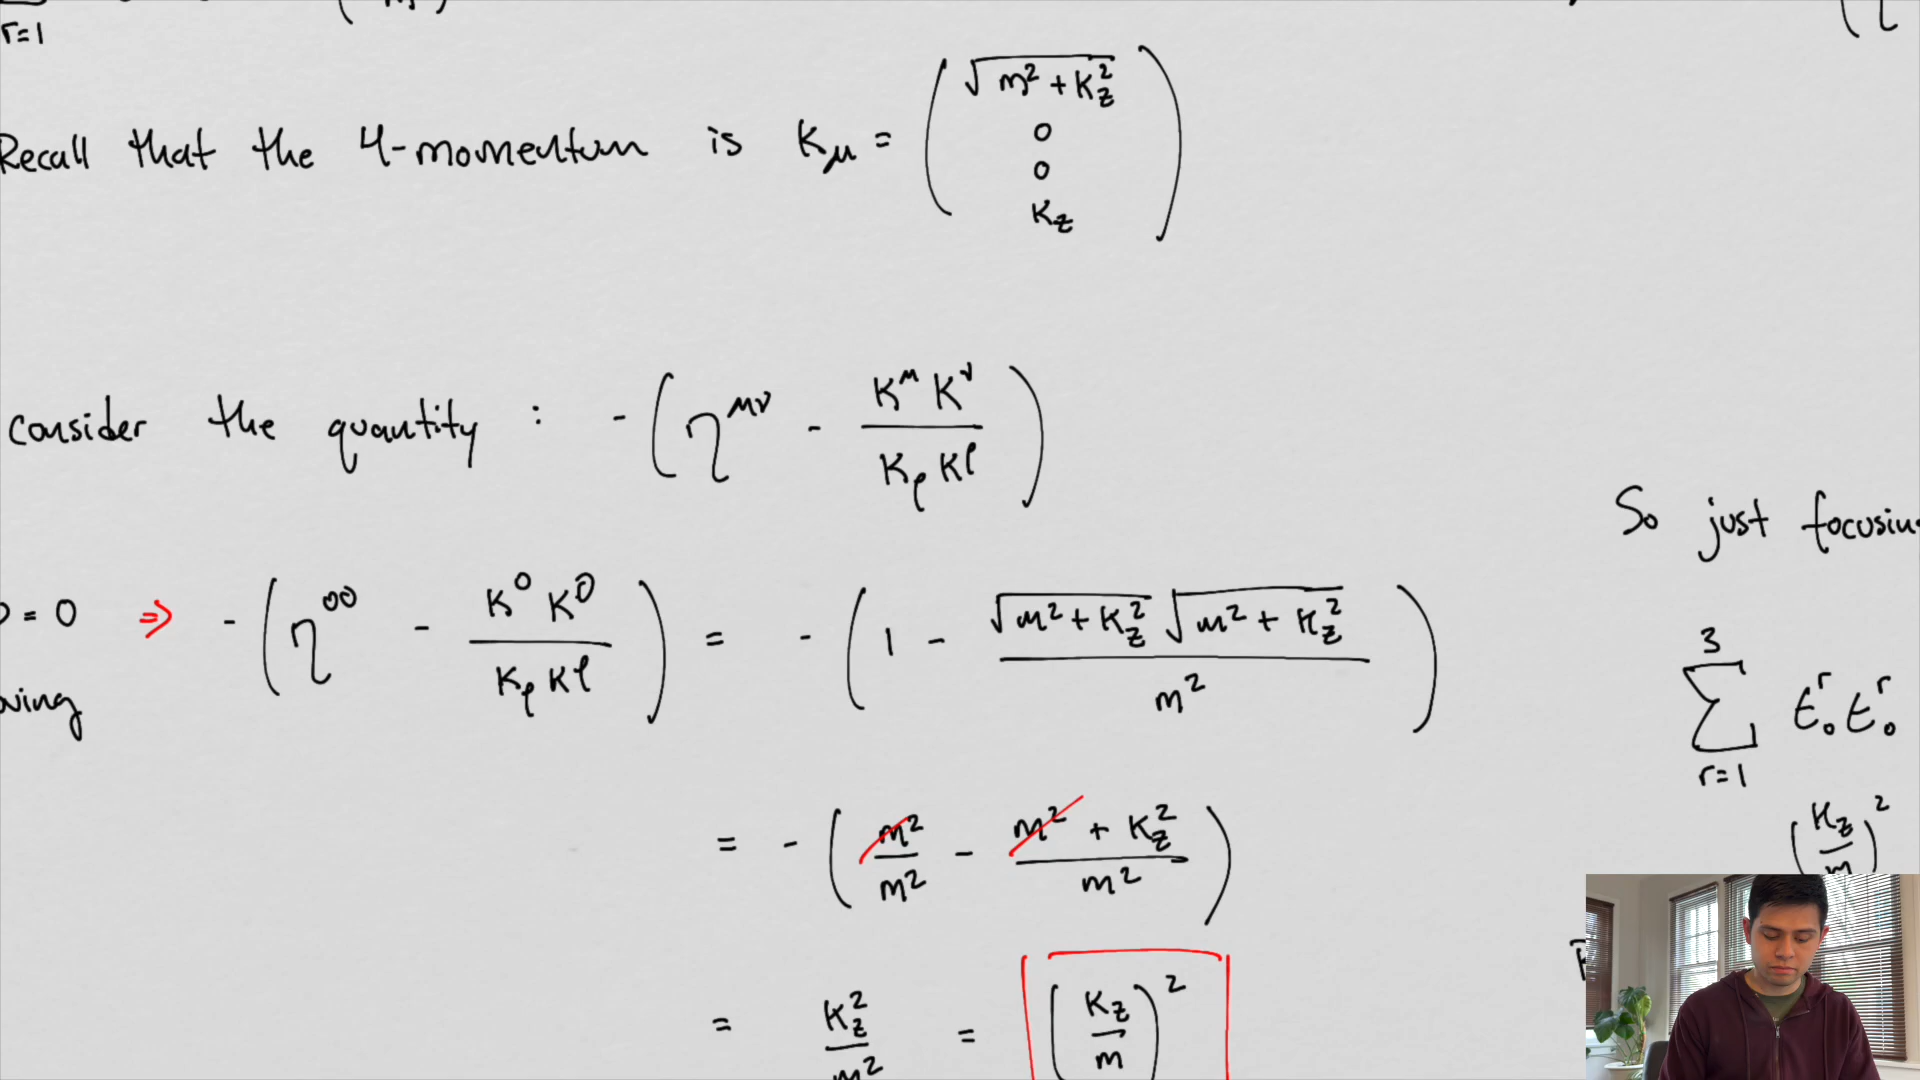 r=1
Recall that the 4-momentum is K_μ = ( √(m² + K_z²) 0 0 K_z )
consider the quantity : - ( η^{μν} - K^μ K^ν / K_ρ K^ρ )
So just focusin
= 0 ⇒ - ( η^{00} - K^0 K^0 / K_ρ K^ρ ) = - ( 1 - √(m² + K_z²) √(m² + K_z²) / m² )
ving
∑_{r=1}^{3} ε^r_0 ε^r_0
= - ( m² / m² - m² + K_z² / m² )
( K_z / m )²
= K_z² / m² = ( K_z / m )²